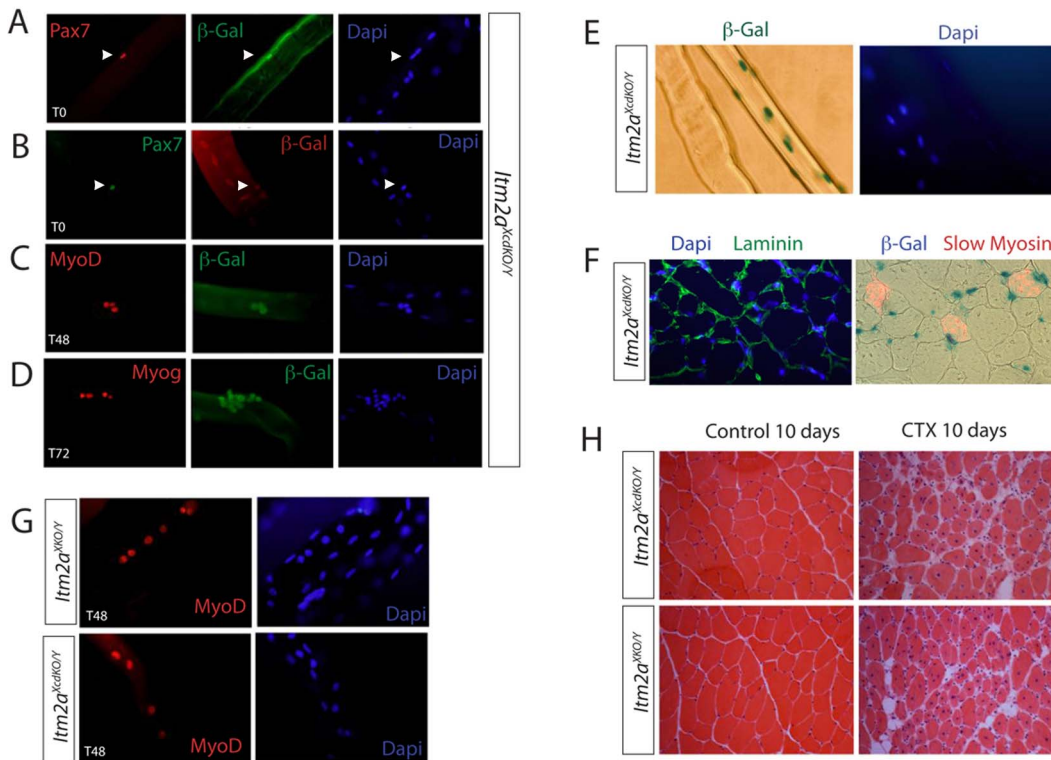 A
Pax7
β-Gal
Dapi
T0
B
Pax7
β-Gal
Dapi
T0
C
MyoD
β-Gal
Dapi
T48
D
Myog
β-Gal
Dapi
T72
Itm2a^XcdKO/Y
E
β-Gal
Dapi
Itm2a^XcdKO/Y
F
Dapi Laminin
β-Gal Slow Myosin
Itm2a^XcdKO/Y
G
Itm2a^XKO/Y
T48
MyoD
Dapi
Itm2a^XcdKO/Y
T48
MyoD
Dapi
H
Control 10 days
CTX 10 days
Itm2a^XcdKO/Y
Itm2a^XKO/Y